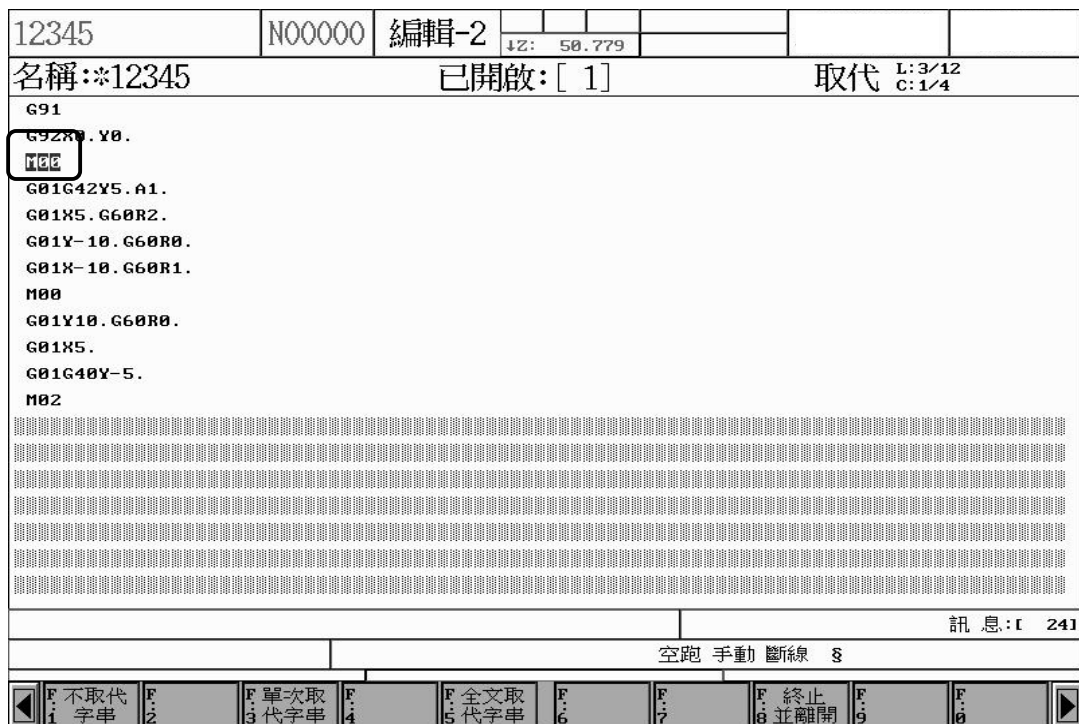 12345 N00000 編輯-2 ↓Z: 50.779
名稱:*12345 已開啟:[ 1] 取代 L:3/12
C:1/4
G91
G92X0.Y0.
M00
G01G42Y5.A1.
G01X5.G60R2.
G01Y-10.G60R0.
G01X-10.G60R1.
M00
G01Y10.G60R0.
G01X5.
G01G40Y-5.
M02
訊 息:[ 24]
空跑 手動 斷線 §
F1: 不取代字串 F2: F3: 單次取代字串 F4: F5: 全文取代字串 F6: F7: F8: 終止並離開 F9: F0: